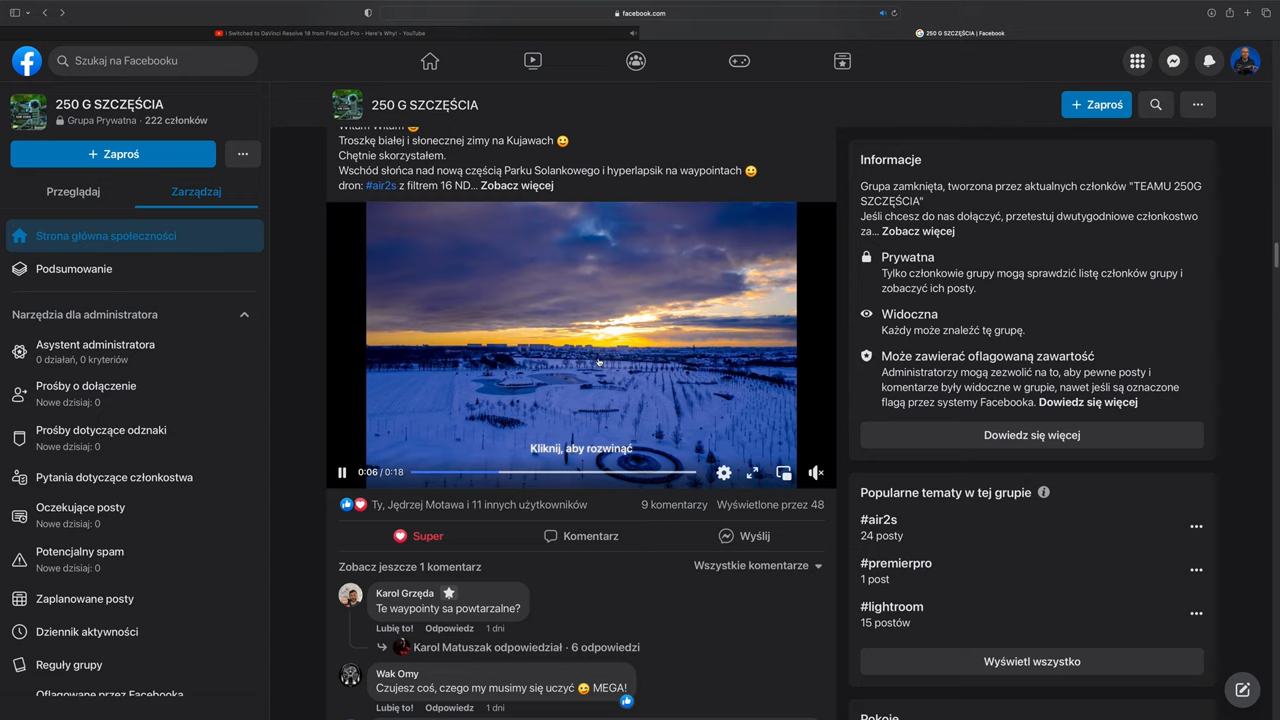 facebook.com
I Switched to DaVinci Resolve 18 from Final Cut Pro - Here's Why! - YouTube
250 G SZCZĘŚCIA | Facebook
Szukaj na Facebooku
250 G SZCZĘŚCIA
Grupa Prywatna · 222 członków
+ Zaproś
Przeglądaj
Zarządzaj
Strona główna społeczności
Podsumowanie
Narzędzia dla administratora
Asystent administratora
0 działań, 0 kryteriów
Prośby o dołączenie
Nowe dzisiaj: 0
Prośby dotyczące odznaki
Nowe dzisiaj: 0
Pytania dotyczące członkostwa
Oczekujące posty
Nowe dzisiaj: 0
Potencjalny spam
Nowe dzisiaj: 0
Zaplanowane posty
Dziennik aktywności
Reguły grupy
Oflagowane przez Facebooka
250 G SZCZĘŚCIA
+ Zaproś
Witam Witam
Troszkę białej i słonecznej zimy na Kujawach
Chętnie skorzystałem.
Wschód słońca nad nową częścią Parku Solankowego i hyperlapsik na waypointach
dron: #air2s z filtrem 16 ND... Zobacz więcej
Kliknij, aby rozwinąć
0:06 / 0:18
Ty, Jędrzej Motawa i 11 innych użytkowników
9 komentarzy
Wyświetlone przez 48
Super
Komentarz
Wyślij
Zobacz jeszcze 1 komentarz
Wszystkie komentarze
Karol Grzęda
Te waypointy sa powtarzalne?
Lubię to! Odpowiedz 1 dni
Karol Matuszak odpowiedział · 6 odpowiedzi
Wak Omy
Czujesz coś, czego my musimy się uczyć MEGA!
Lubię to! Odpowiedz 1 dni
Informacje
Grupa zamknięta, tworzona przez aktualnych członków "TEAMU 250G
SZCZĘŚCIA"
Jeśli chcesz do nas dołączyć, przetestuj dwutygodniowe członkostwo
za... Zobacz więcej
Prywatna
Tylko członkowie grupy mogą sprawdzić listę członków grupy i
zobaczyć ich posty.
Widoczna
Każdy może znaleźć tę grupę.
Może zawierać oflagowaną zawartość
Administratorzy mogą zezwolić na to, aby pewne posty i
komentarze były widoczne w grupie, nawet jeśli są oznaczone
flagą przez systemy Facebooka. Dowiedz się więcej
Dowiedz się więcej
Popularne tematy w tej grupie
#air2s
24 posty
#premierpro
1 post
#lightroom
15 postów
Wyświetl wszystko
Pokoje